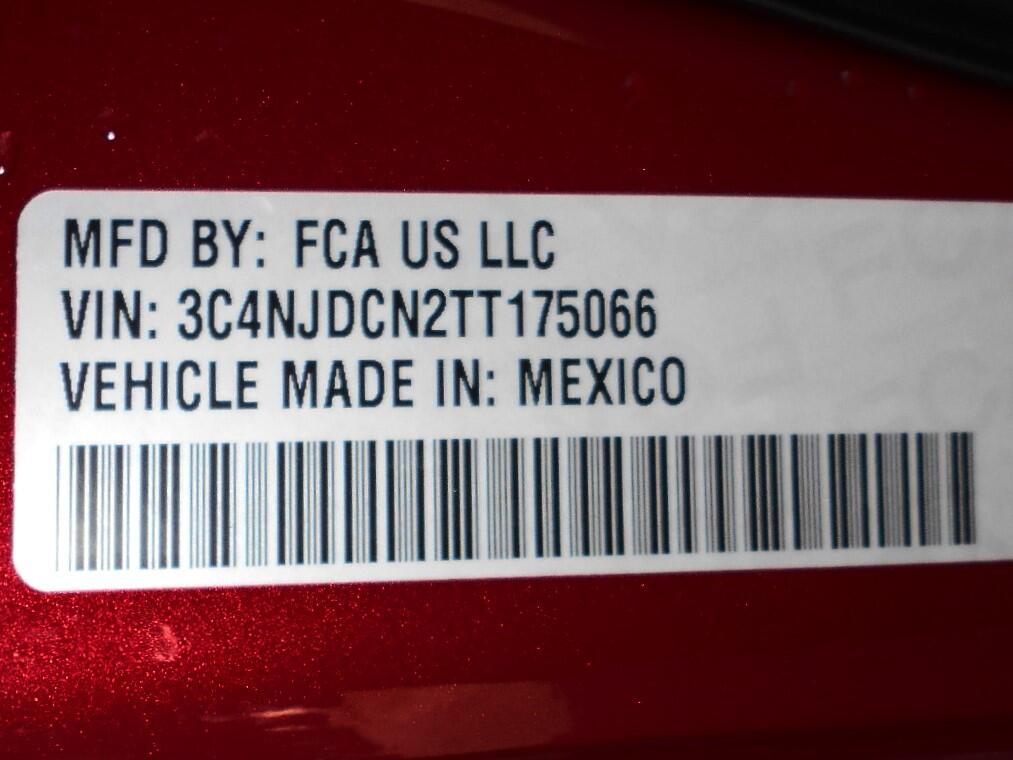 MFD BY: FCA US LLC
VIN: 3C4NJDCN2TT175066
VEHICLE MADE IN: MEXICO